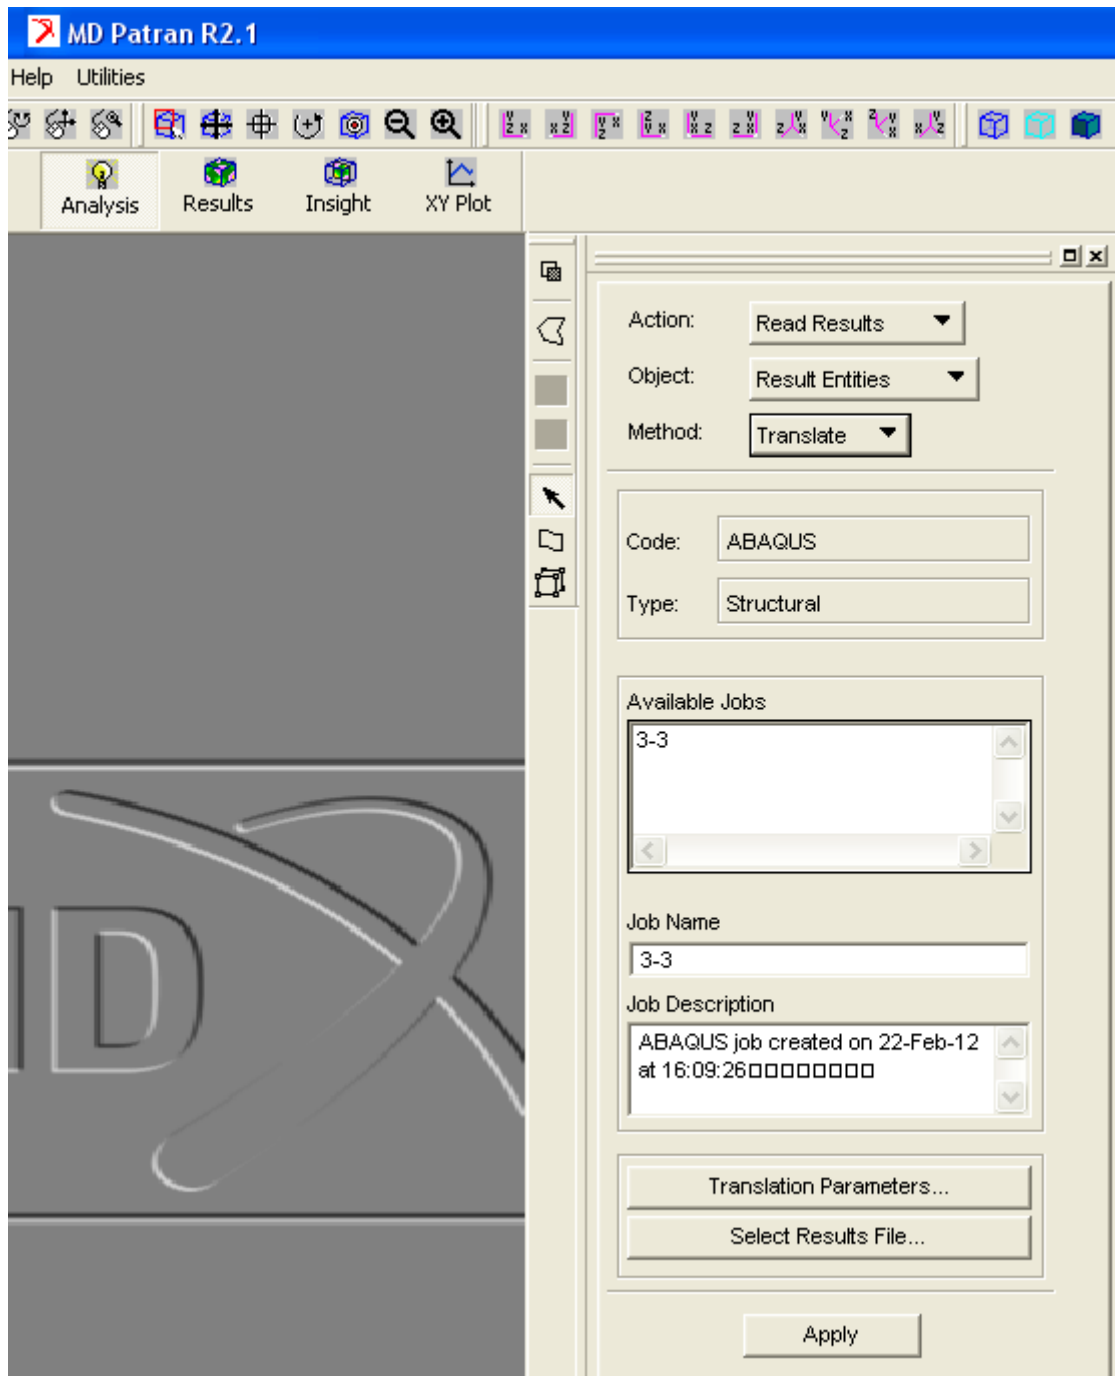 MD Patran R2.1
Help Utilities
Analysis Results Insight XY Plot
Action: Read Results
Object: Result Entities
Method: Translate
Code: ABAQUS
Type: Structural
Available Jobs
3-3
Job Name
3-3
Job Description
ABAQUS job created on 22-Feb-12
at 16:09:26□□□□□□□□
Translation Parameters...
Select Results File...
Apply